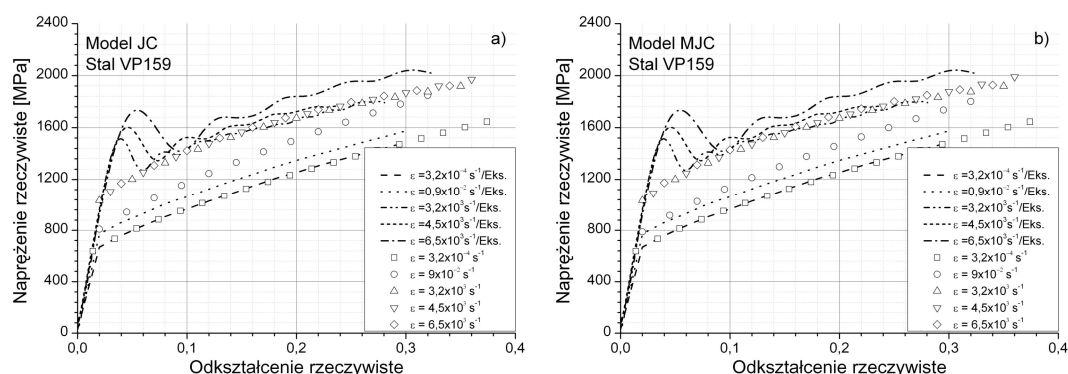 Model JC
Stal VP159
a)
Naprężenie rzeczywiste [MPa]
2400
2000
1600
1200
800
400
0
0,0
0,1
0,2
0,3
0,4
Odkształcenie rzeczywiste
ε =3,2x10⁻⁴ s⁻¹/Eks.
ε =0,9x10⁻² s⁻¹/Eks.
ε =3,2x10³ s⁻¹/Eks.
ε =4,5x10³ s⁻¹/Eks.
ε =6,5x10³ s⁻¹/Eks.
ε = 3,2x10⁻⁴ s⁻¹
ε = 9x10⁻² s⁻¹
ε = 3,2x10³ s⁻¹
ε = 4,5x10³ s⁻¹
ε = 6,5x10³ s⁻¹
Model MJC
Stal VP159
b)
Naprężenie rzeczywiste [MPa]
2400
2000
1600
1200
800
400
0
0,0
0,1
0,2
0,3
0,4
Odkształcenie rzeczywiste
ε =3,2x10⁻⁴ s⁻¹/Eks.
ε =0,9x10⁻² s⁻¹/Eks.
ε =3,2x10³ s⁻¹/Eks.
ε =4,5x10³ s⁻¹/Eks.
ε =6,5x10³ s⁻¹/Eks.
ε = 3,2x10⁻⁴ s⁻¹
ε = 9x10⁻² s⁻¹
ε = 3,2x10³ s⁻¹
ε = 4,5x10³ s⁻¹
ε = 6,5x10³ s⁻¹